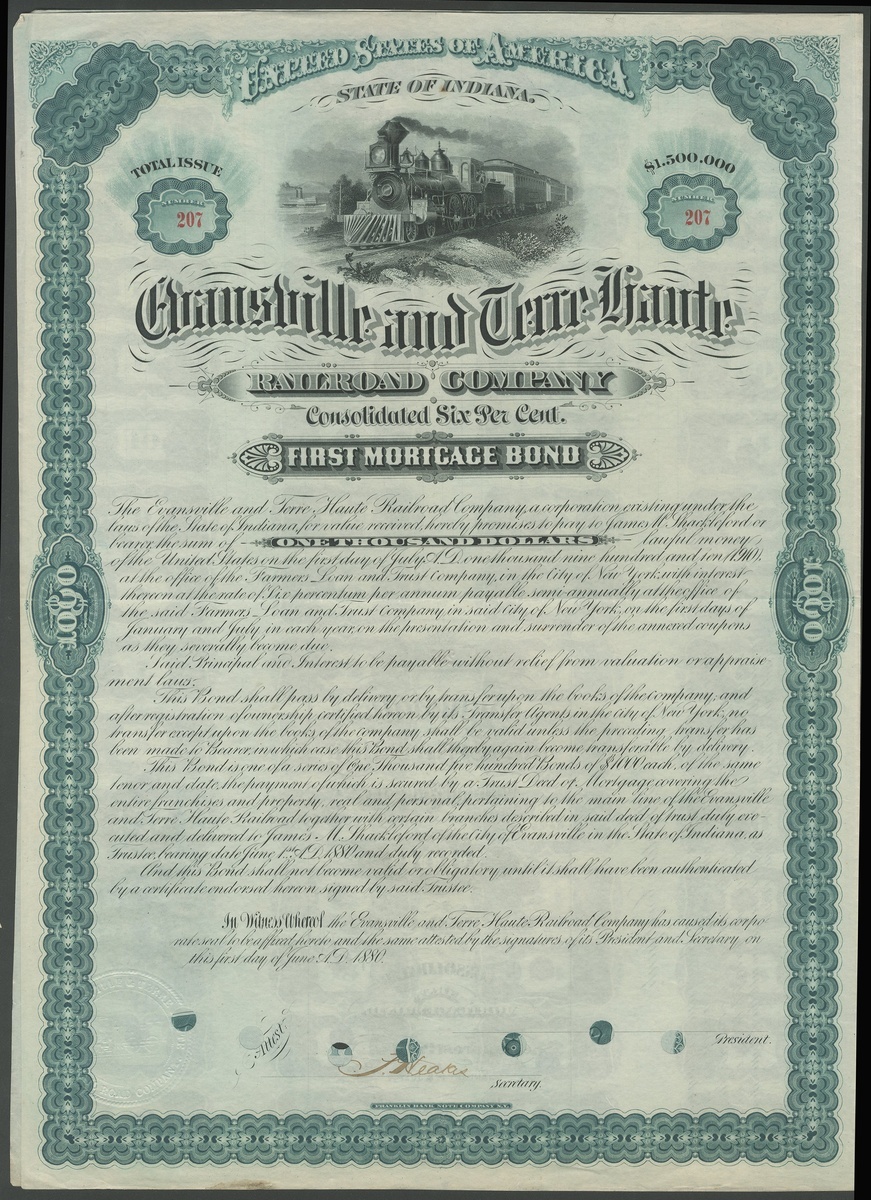 UNITED STATES OF AMERICA
STATE OF INDIANA.
TOTAL ISSUE
$1,500,000
NUMBER
207
NUMBER
207
Evansville and Terre Haute
RAILROAD COMPANY
Consolidated Six Per Cent.
FIRST MORTGAGE BOND
The Evansville and Terre Haute Railroad Company, a corporation existing under the
laws of the State of Indiana, for value received, hereby promises to pay to James M. Shackleford or
bearer, the sum of ONE THOUSAND DOLLARS lawful money
of the United States on the first day of July A.D. one thousand nine hundred and ten (1910),
at the office of the Farmers' Loan and Trust Company, in the City of New York, with interest
thereon at the rate of Six per centum per annum payable semi annually at the office of
the said Farmers' Loan and Trust Company in said city of New York, on the first days of
January and July, in each year, on the presentation and surrender of the annexed coupons
as they severally become due.
Said Principal and Interest to be payable without relief from valuation or appraise-
ment laws.
This Bond shall pass by delivery or by transfer upon the books of the company, and
after registration of ownership, certified hereon by its Transfer Agents in the city of New York, no
transfer except upon the books of the company shall be valid unless the preceding transfer has
been made to Bearer, in which case this Bond shall thereby again become transferable by delivery.
This Bond is one of a series of One Thousand five hundred Bonds of $1000 each, of the same
tenor and date, the payment of which is secured by a Trust Deed or Mortgage covering the
entire franchises and property, real and personal, pertaining to the main line of the Evansville
and Terre Haute Railroad together with certain branches described in said deed of trust duly exe-
cuted and delivered to James M. Shackleford of the City of Evansville in the State of Indiana, as
Trustee, bearing date June 1st A.D. 1880 and duly recorded.
And this Bond shall not become valid or obligatory until it shall have been authenticated
by a certificate endorsed hereon signed by said Trustee.
In Witness Whereof the Evansville and Terre Haute Railroad Company has caused its corpo-
rate seal to be affixed hereto and the same attested by the signatures of its President and Secretary on
this first day of June A.D. 1880.
1000
1000
Attest
President.
Secretary.
FRANKLIN BANK NOTE COMPANY N.Y.